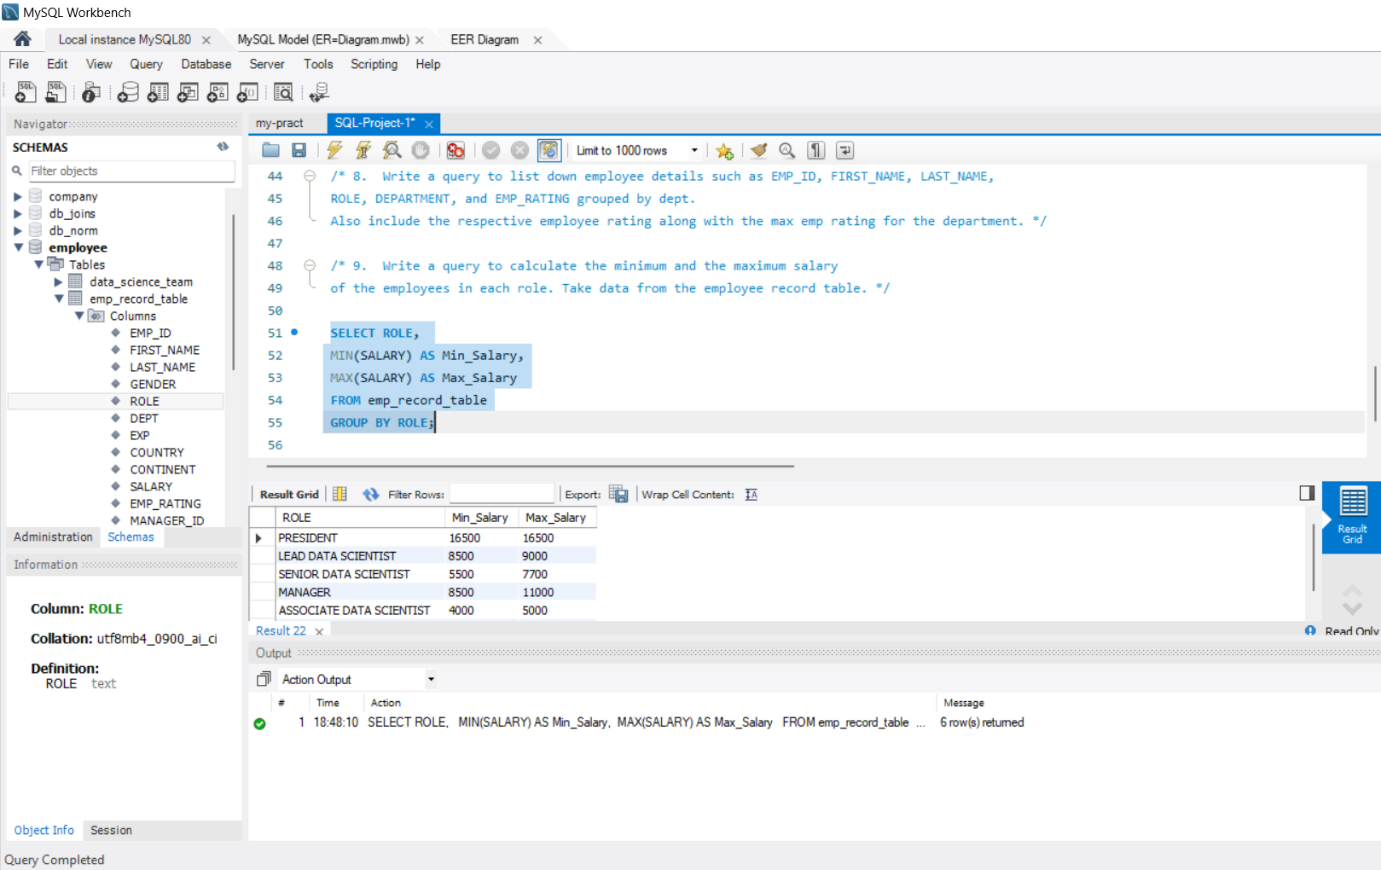 MySQL Workbench
Local instance MySQL80
MySQL Model (ER=Diagram.mwb)
EER Diagram
File Edit View Query Database Server Tools Scripting Help
Navigator
SCHEMAS
Filter objects
company
db_joins
db_norm
employee
Tables
data_science_team
emp_record_table
Columns
EMP_ID
FIRST_NAME
LAST_NAME
GENDER
ROLE
DEPT
EXP
COUNTRY
CONTINENT
SALARY
EMP_RATING
MANAGER_ID
Administration Schemas
Information
Column: ROLE
Collation: utf8mb4_0900_ai_ci
Definition:
ROLE text
Object Info Session
my-pract SQL-Project-1*
Limit to 1000 rows
44 /* 8. Write a query to list down employee details such as EMP_ID, FIRST_NAME, LAST_NAME,
45 ROLE, DEPARTMENT, and EMP_RATING grouped by dept.
46 Also include the respective employee rating along with the max emp rating for the department. */
47
48 /* 9. Write a query to calculate the minimum and the maximum salary
49 of the employees in each role. Take data from the employee record table. */
50
51 SELECT ROLE,
52 MIN(SALARY) AS Min_Salary,
53 MAX(SALARY) AS Max_Salary
54 FROM emp_record_table
55 GROUP BY ROLE;
56
Result Grid Filter Rows: Export: Wrap Cell Content:
ROLE Min_Salary Max_Salary
PRESIDENT 16500 16500
LEAD DATA SCIENTIST 8500 9000
SENIOR DATA SCIENTIST 5500 7700
MANAGER 8500 11000
ASSOCIATE DATA SCIENTIST 4000 5000
Result
Grid
Result 22
Read Only
Output
Action Output
# Time Action Message
1 18:48:10 SELECT ROLE, MIN(SALARY) AS Min_Salary, MAX(SALARY) AS Max_Salary FROM emp_record_table ... 6 row(s) returned
Query Completed